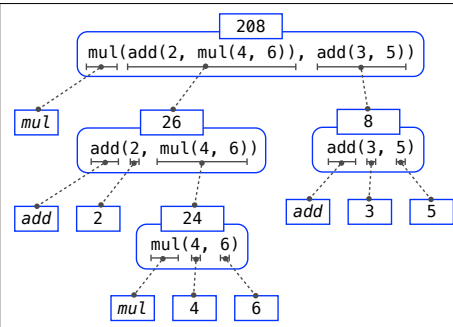 208
mul(add(2, mul(4, 6)), add(3, 5))
mul
26
8
add(2, mul(4, 6))
add(3, 5)
add
2
24
add
3
5
mul(4, 6)
mul
4
6